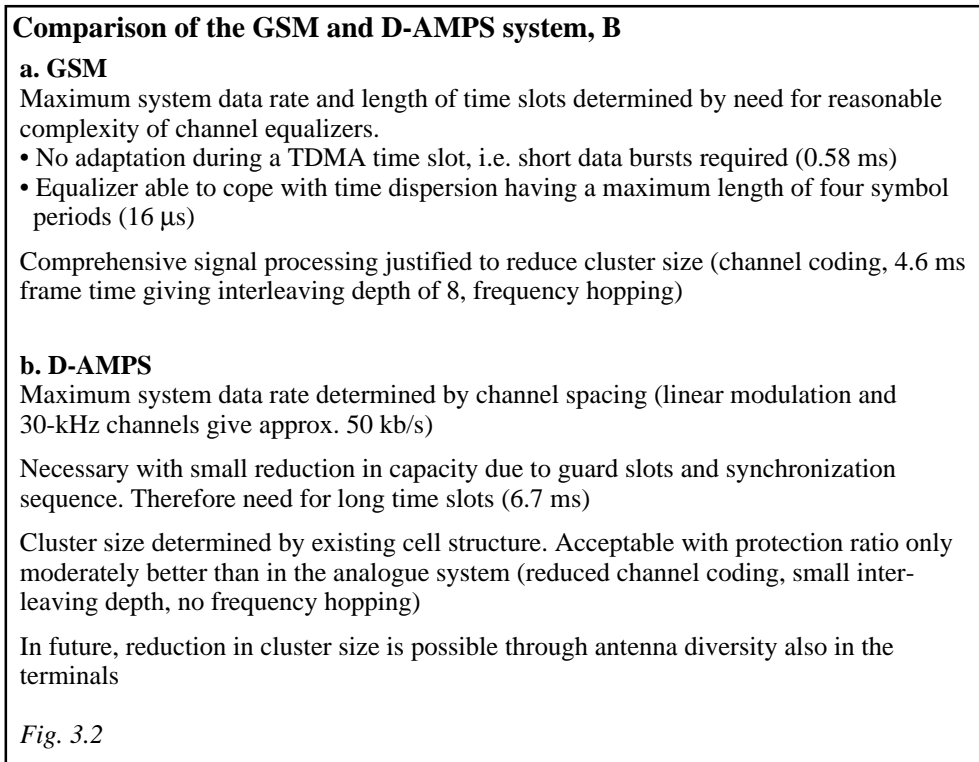 Comparison of the GSM and D-AMPS system, B
a. GSM
Maximum system data rate and length of time slots determined by need for reasonable
complexity of channel equalizers.
• No adaptation during a TDMA time slot, i.e. short data bursts required (0.58 ms)
• Equalizer able to cope with time dispersion having a maximum length of four symbol
periods (16 μs)
Comprehensive signal processing justified to reduce cluster size (channel coding, 4.6 ms
frame time giving interleaving depth of 8, frequency hopping)
b. D-AMPS
Maximum system data rate determined by channel spacing (linear modulation and
30-kHz channels give approx. 50 kb/s)
Necessary with small reduction in capacity due to guard slots and synchronization
sequence. Therefore need for long time slots (6.7 ms)
Cluster size determined by existing cell structure. Acceptable with protection ratio only
moderately better than in the analogue system (reduced channel coding, small inter-
leaving depth, no frequency hopping)
In future, reduction in cluster size is possible through antenna diversity also in the
terminals
Fig. 3.2